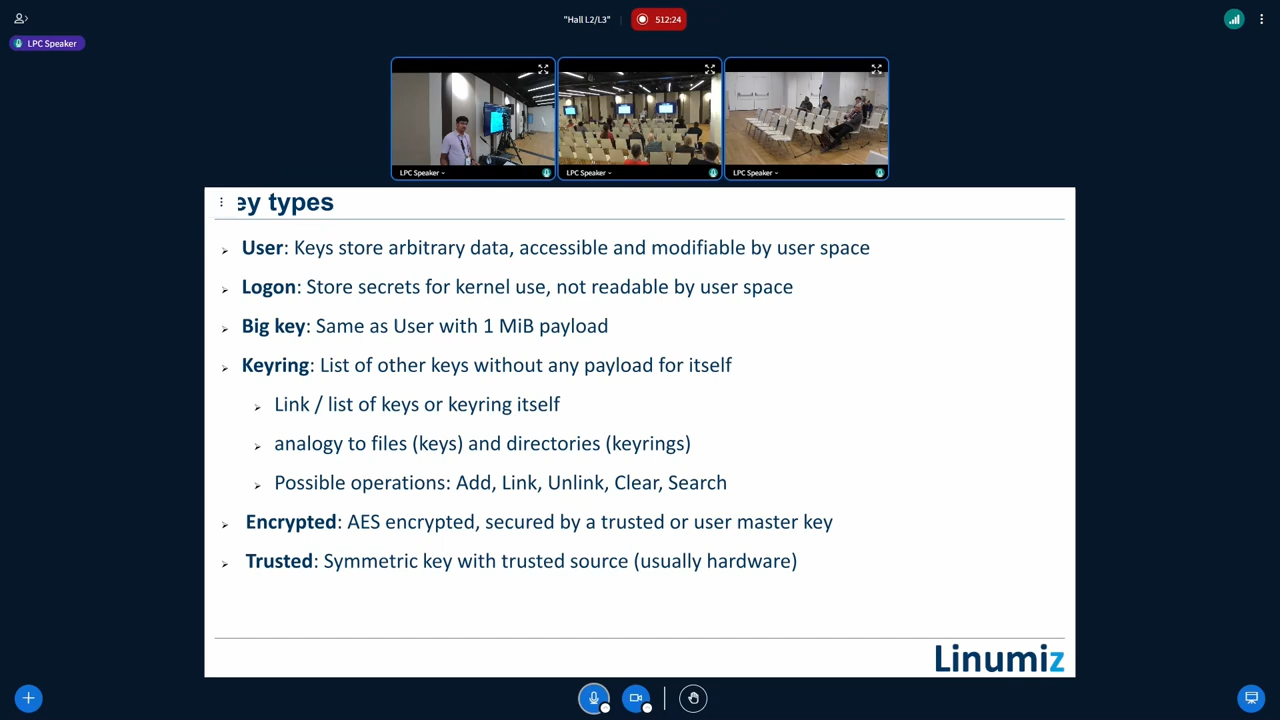 "Hall L2/L3"
512:24
LPC Speaker
LPC Speaker
LPC Speaker
LPC Speaker
ey types
User: Keys store arbitrary data, accessible and modifiable by user space
Logon: Store secrets for kernel use, not readable by user space
Big key: Same as User with 1 MiB payload
Keyring: List of other keys without any payload for itself
Link / list of keys or keyring itself
analogy to files (keys) and directories (keyrings)
Possible operations: Add, Link, Unlink, Clear, Search
Encrypted: AES encrypted, secured by a trusted or user master key
Trusted: Symmetric key with trusted source (usually hardware)
Linumiz